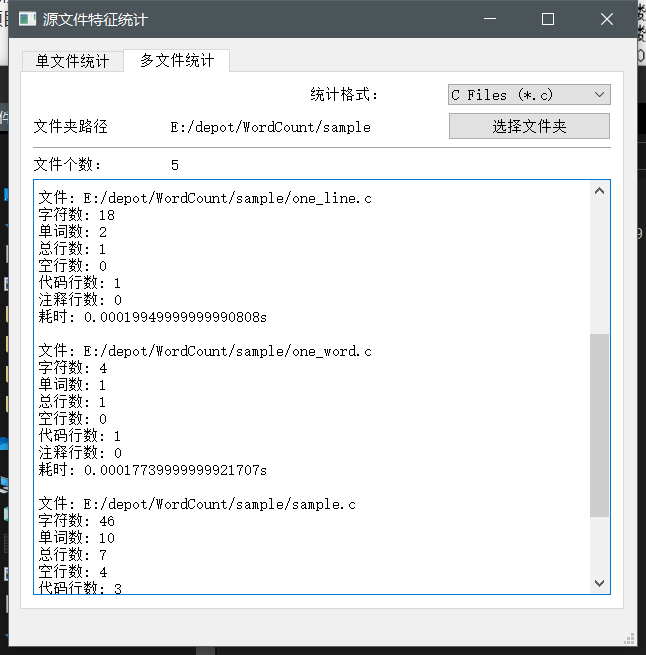 源文件特征统计
单文件统计
多文件统计
统计格式:
C Files (*.c)
文件夹路径
E:/depot/WordCount/sample
选择文件夹
文件个数:
5
文件: E:/depot/WordCount/sample/one_line.c
字符数: 18
单词数: 2
总行数: 1
空行数: 0
代码行数: 1
注释行数: 0
耗时: 0.00019949999999990808s
文件: E:/depot/WordCount/sample/one_word.c
字符数: 4
单词数: 1
总行数: 1
空行数: 0
代码行数: 1
注释行数: 0
耗时: 0.00017739999999921707s
文件: E:/depot/WordCount/sample/sample.c
字符数: 46
单词数: 10
总行数: 7
空行数: 4
代码行数: 3